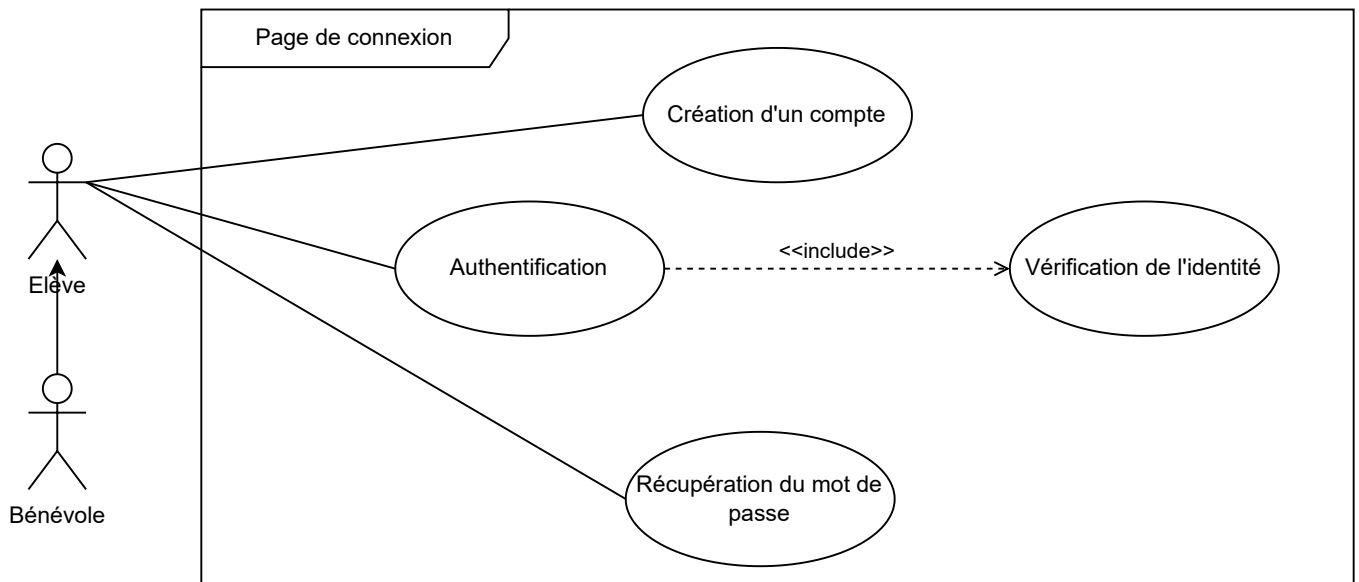 Page de connexion
Création d'un compte
Elève
Authentification
<<include>>
Vérification de l'identité
Bénévole
Récupération du mot de
passe